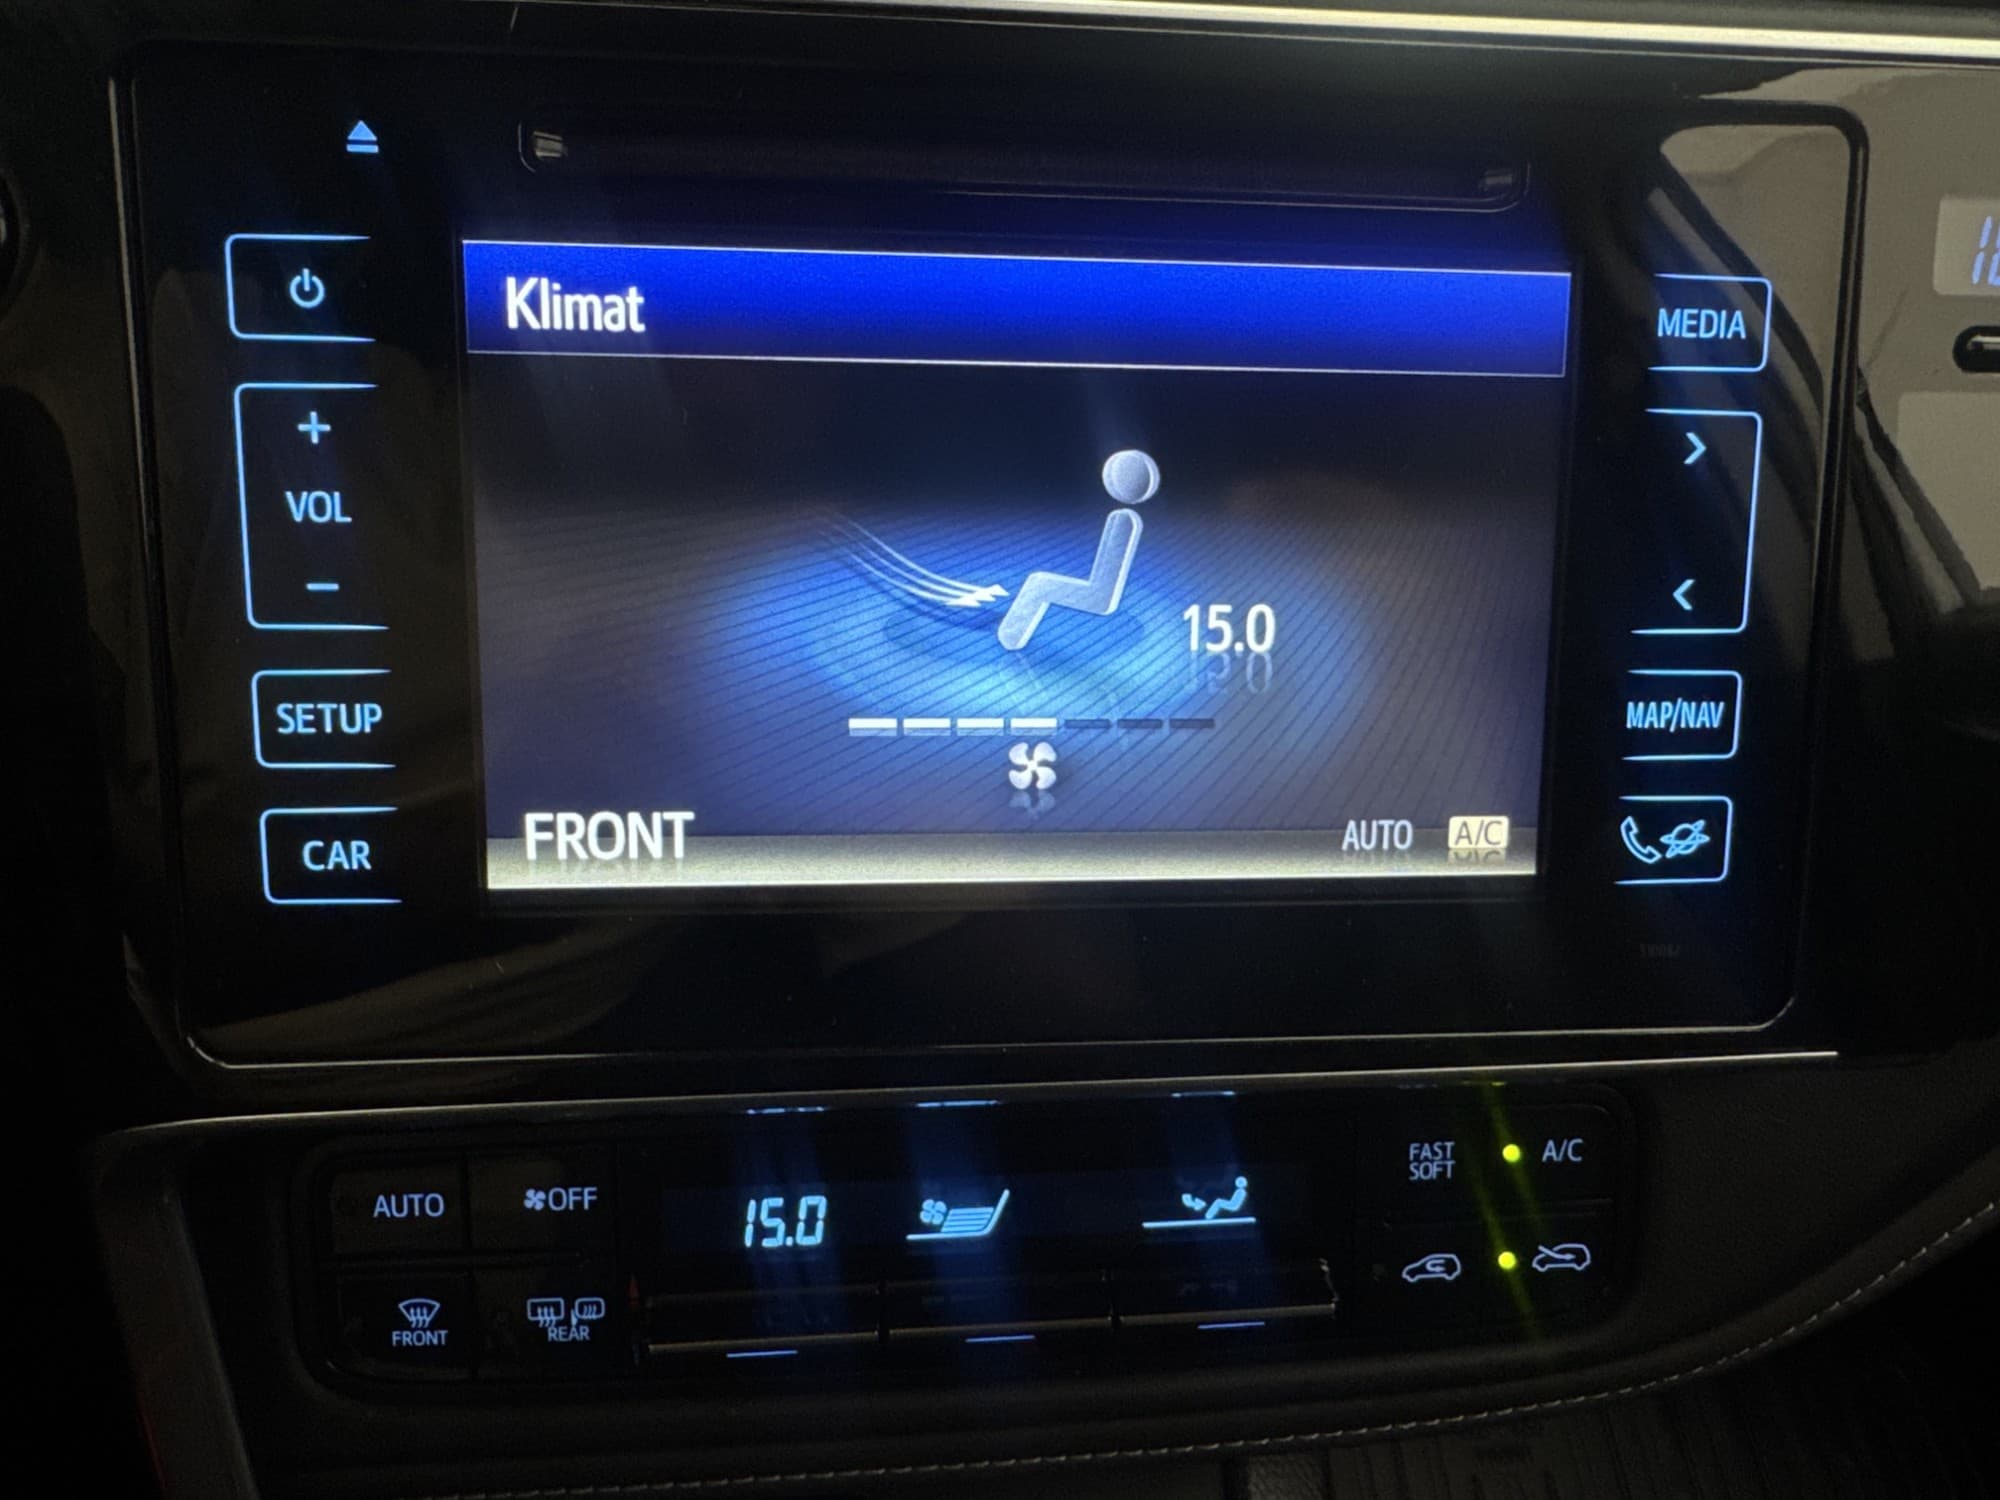 Klimat
MEDIA
+
VOL
−
15.0
SETUP
MAP/NAV
CAR
FRONT
AUTO
A/C
FAST
SOFT
A/C
AUTO
OFF
15.0
FRONT
REAR